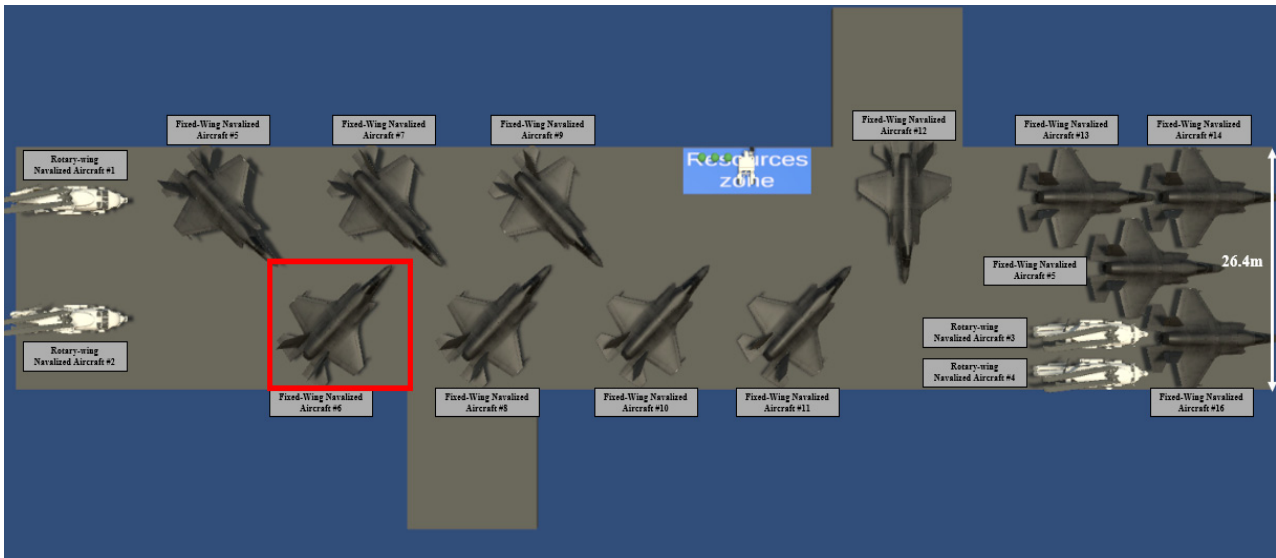 Fixed-Wing Navalized
Aircraft #5
Fixed-Wing Navalized
Aircraft #7
Fixed-Wing Navalized
Aircraft #9
Fixed-Wing Navalized
Aircraft #12
Fixed-Wing Navalized
Aircraft #13
Fixed-Wing Navalized
Aircraft #14
Rotary-wing
Navalized Aircraft #1
Resources
zone
Fixed-Wing Navalized
Aircraft #5
26.4m
Rotary-wing
Navalized Aircraft #3
Rotary-wing
Navalized Aircraft #2
Rotary-wing
Navalized Aircraft #4
Fixed-Wing Navalized
Aircraft #6
Fixed-Wing Navalized
Aircraft #8
Fixed-Wing Navalized
Aircraft #10
Fixed-Wing Navalized
Aircraft #11
Fixed-Wing Navalized
Aircraft #16